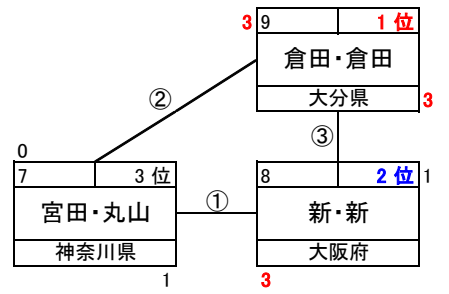 3 9 1 位
倉田・倉田
大分県 3
②
③
0
7 3 位
宮田・丸山
神奈川県
1
①
8 2 位 1
新・新
大阪府
3